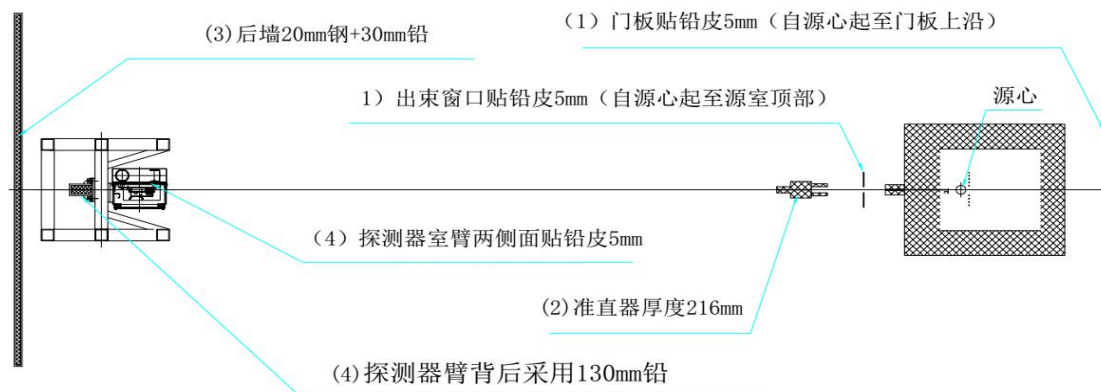 (3)后墙20mm钢+30mm铅
（1）门板贴铅皮5mm（自源心起至门板上沿）
1）出束窗口贴铅皮5mm（自源心起至源室顶部）
源心
（4）探测器室臂两侧面贴铅皮5mm
(2)准直器厚度216mm
(4)探测器臂背后采用130mm铅